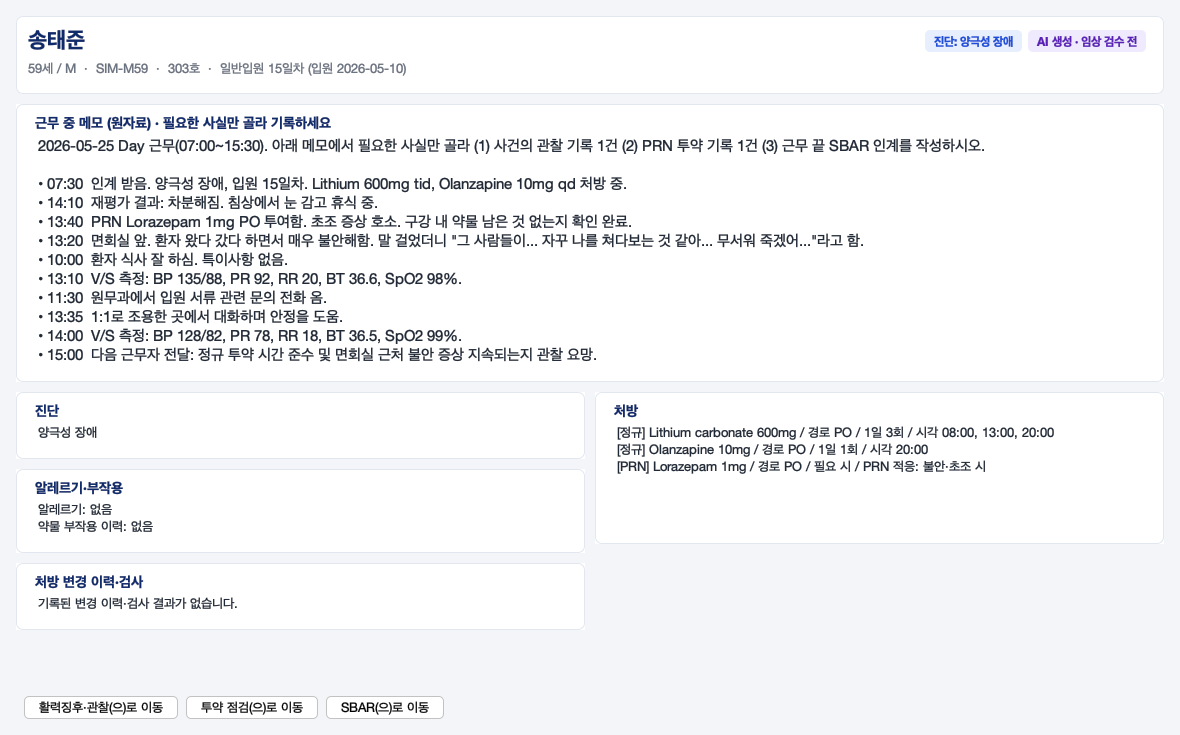 송태준
진단: 양극성 장애
AI 생성 · 임상 검수 전
59세 / M · SIM-M59 · 303호 · 일반입원 15일차 (입원 2026-05-10)
근무 중 메모 (원자료) · 필요한 사실만 골라 기록하세요
2026-05-25 Day 근무(07:00~15:30). 아래 메모에서 필요한 사실만 골라 (1) 사건의 관찰 기록 1건 (2) PRN 투약 기록 1건 (3) 근무 끝 SBAR 인계를 작성하시오.
• 07:30 인계 받음. 양극성 장애, 입원 15일차. Lithium 600mg tid, Olanzapine 10mg qd 처방 중.
• 14:10 재평가 결과: 차분해짐. 침상에서 눈 감고 휴식 중.
• 13:40 PRN Lorazepam 1mg PO 투여함. 초조 증상 호소. 구강 내 약물 남은 것 없는지 확인 완료.
• 13:20 면회실 앞. 환자 왔다 갔다 하면서 매우 불안해함. 말 걸었더니 "그 사람들이... 자꾸 나를 쳐다보는 것 같아... 무서워 죽겠어..."라고 함.
• 10:00 환자 식사 잘 하심. 특이사항 없음.
• 13:10 V/S 측정: BP 135/88, PR 92, RR 20, BT 36.6, SpO2 98%.
• 11:30 원무과에서 입원 서류 관련 문의 전화 옴.
• 13:35 1:1로 조용한 곳에서 대화하며 안정을 도움.
• 14:00 V/S 측정: BP 128/82, PR 78, RR 18, BT 36.5, SpO2 99%.
• 15:00 다음 근무자 전달: 정규 투약 시간 준수 및 면회실 근처 불안 증상 지속되는지 관찰 요망.
진단
양극성 장애
처방
[정규] Lithium carbonate 600mg / 경로 PO / 1일 3회 / 시각 08:00, 13:00, 20:00
[정규] Olanzapine 10mg / 경로 PO / 1일 1회 / 시각 20:00
[PRN] Lorazepam 1mg / 경로 PO / 필요 시 / PRN 적응: 불안·초조 시
알레르기·부작용
알레르기: 없음
약물 부작용 이력: 없음
처방 변경 이력·검사
기록된 변경 이력·검사 결과가 없습니다.
활력징후·관찰(으)로 이동
투약 점검(으)로 이동
SBAR(으)로 이동